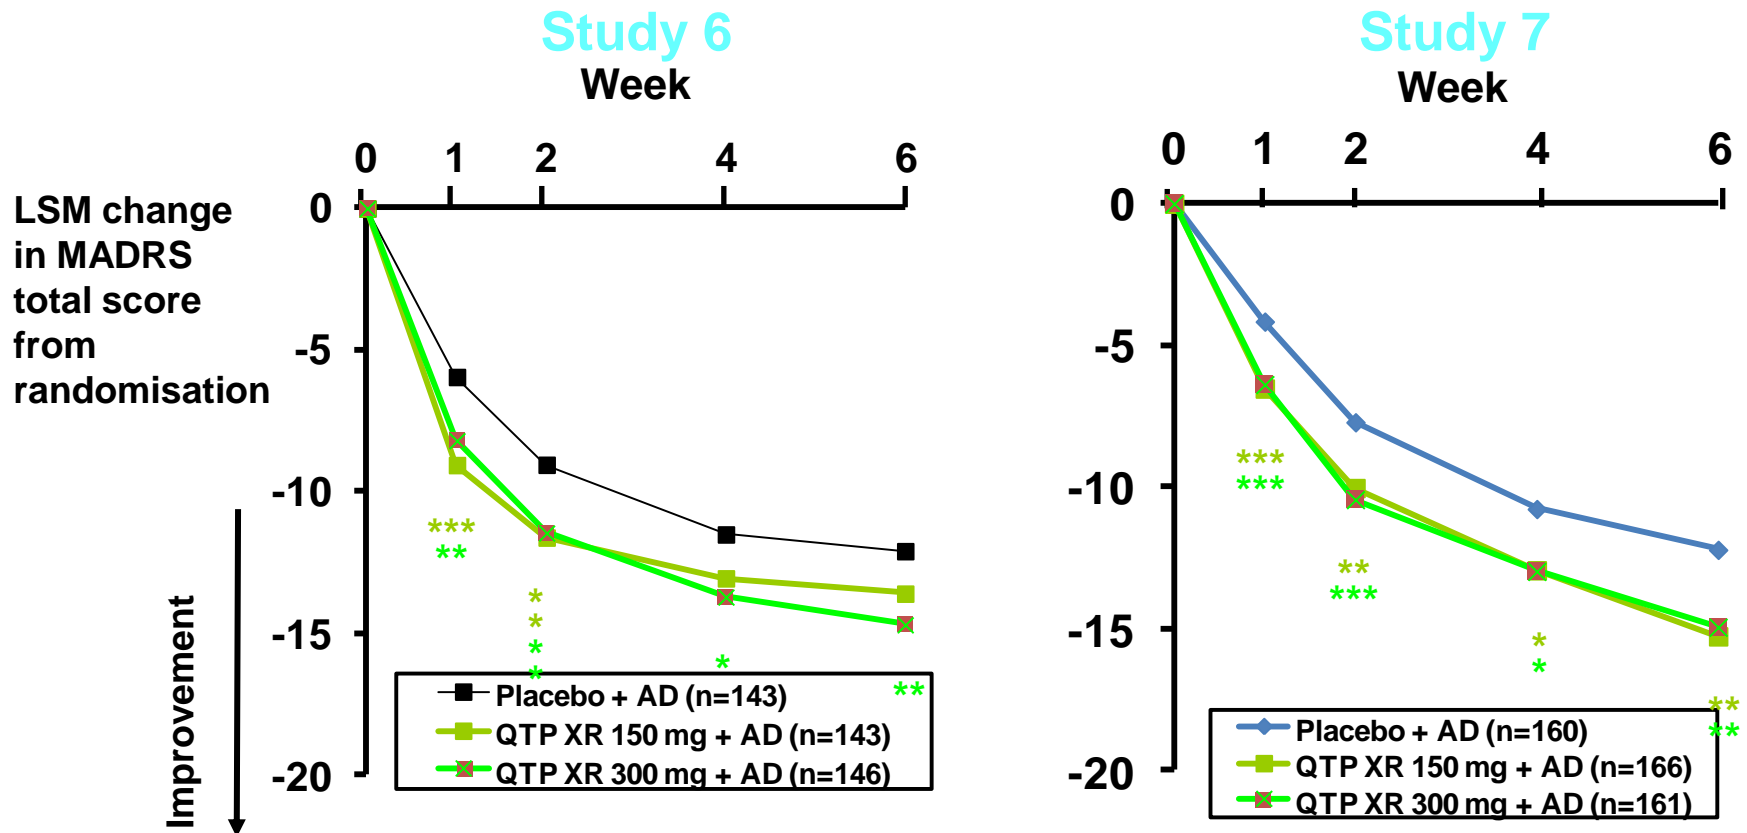 Study 6
Week
0 1 2 4 6
LSM change
in MADRS
total score
from
randomisation
Improvement
0
-5
-10
-15
-20
***
**
*
*
*
*
*
**
Placebo + AD (n=143)
QTP XR 150 mg + AD (n=143)
QTP XR 300 mg + AD (n=146)
Study 7
Week
0 1 2 4 6
0
-5
-10
-15
-20
***
***
**
***
*
*
**
**
Placebo + AD (n=160)
QTP XR 150 mg + AD (n=166)
QTP XR 300 mg + AD (n=161)